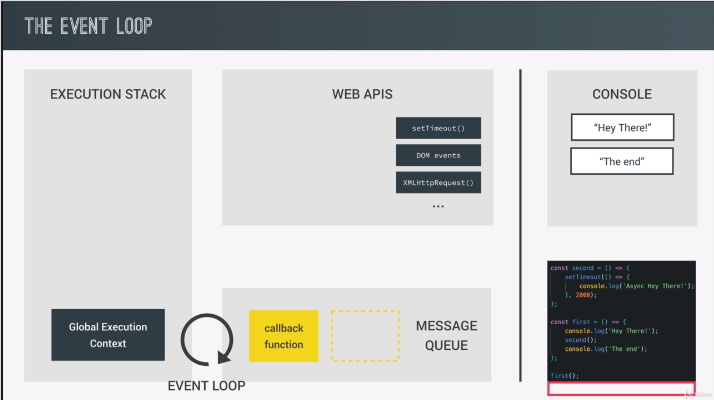 THE EVENT LOOP
EXECUTION STACK
WEB APIS
CONSOLE
setTimeout()
DOM events
XMLHttpRequest()
...
"Hey There!"
"The end"
Global Execution
Context
callback
function
MESSAGE
QUEUE
EVENT LOOP
const second = () => {
setTimeout(() => {
console.log('Async Hey There!');
}, 2000);
};
const first = () => {
console.log('Hey There!');
second();
console.log('The end');
};
first();